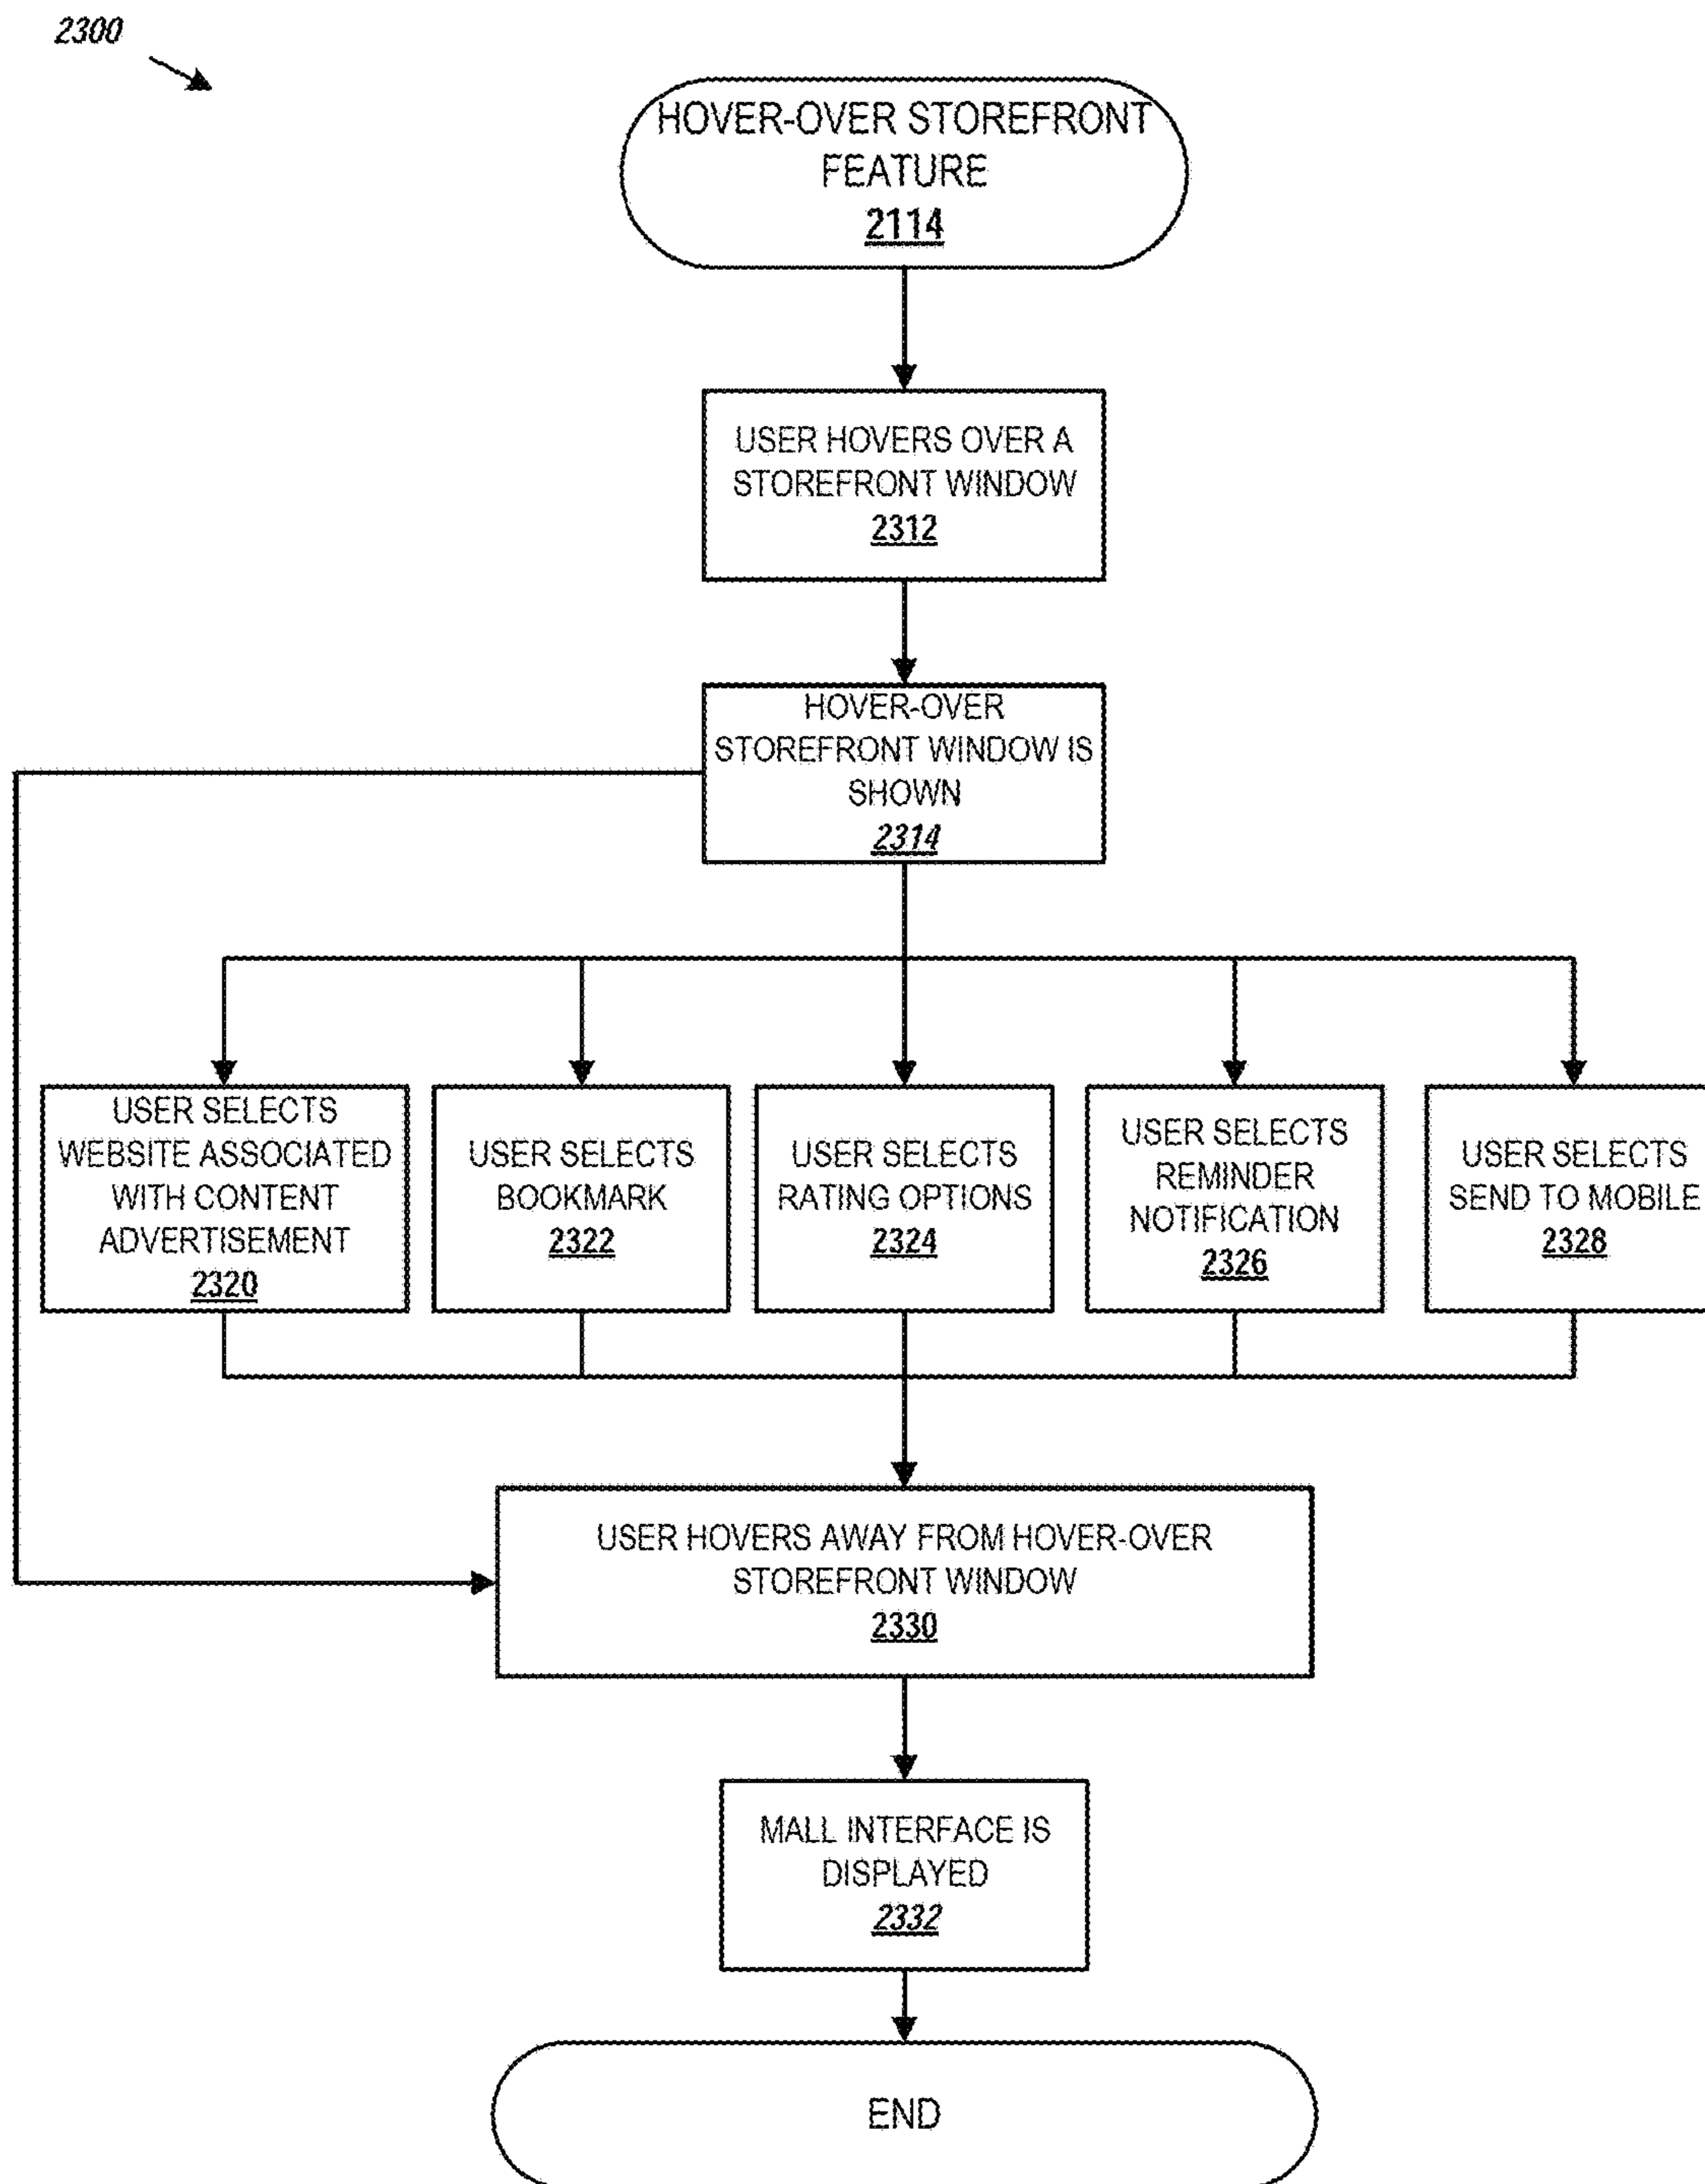 2300
HOVER-OVER STOREFRONT
FEATURE
2114
USER HOVERS OVER A
STOREFRONT WINDOW
2312
HOVER-OVER
STOREFRONT WINDOW IS
SHOWN
2314
USER SELECTS
WEBSITE ASSOCIATED
WITH CONTENT
ADVERTISEMENT
2320
USER SELECTS
BOOKMARK
2322
USER SELECTS
RATING OPTIONS
2324
USER SELECTS
REMINDER
NOTIFICATION
2326
USER SELECTS
SEND TO MOBILE
2328
USER HOVERS AWAY FROM HOVER-OVER
STOREFRONT WINDOW
2330
MALL INTERFACE IS
DISPLAYED
2332
END